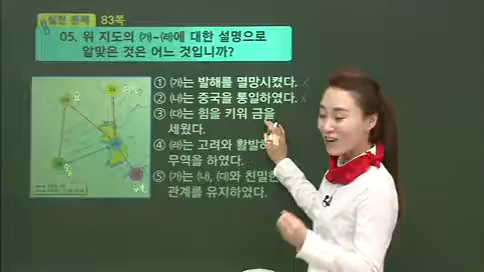 실전 문제 83쪽
05. 위 지도의 ㈎~㈑에 대한 설명으로
알맞은 것은 어느 것입니까?
① ㈎는 발해를 멸망시켰다.
② ㈏는 중국을 통일하였다.
③ ㈐는 힘을 키워 금을
세웠다.
④ ㈑는 고려와 활발히
무역을 하였다.
⑤ ㈎는 ㈏, ㈐와 친밀한
관계를 유지하였다.